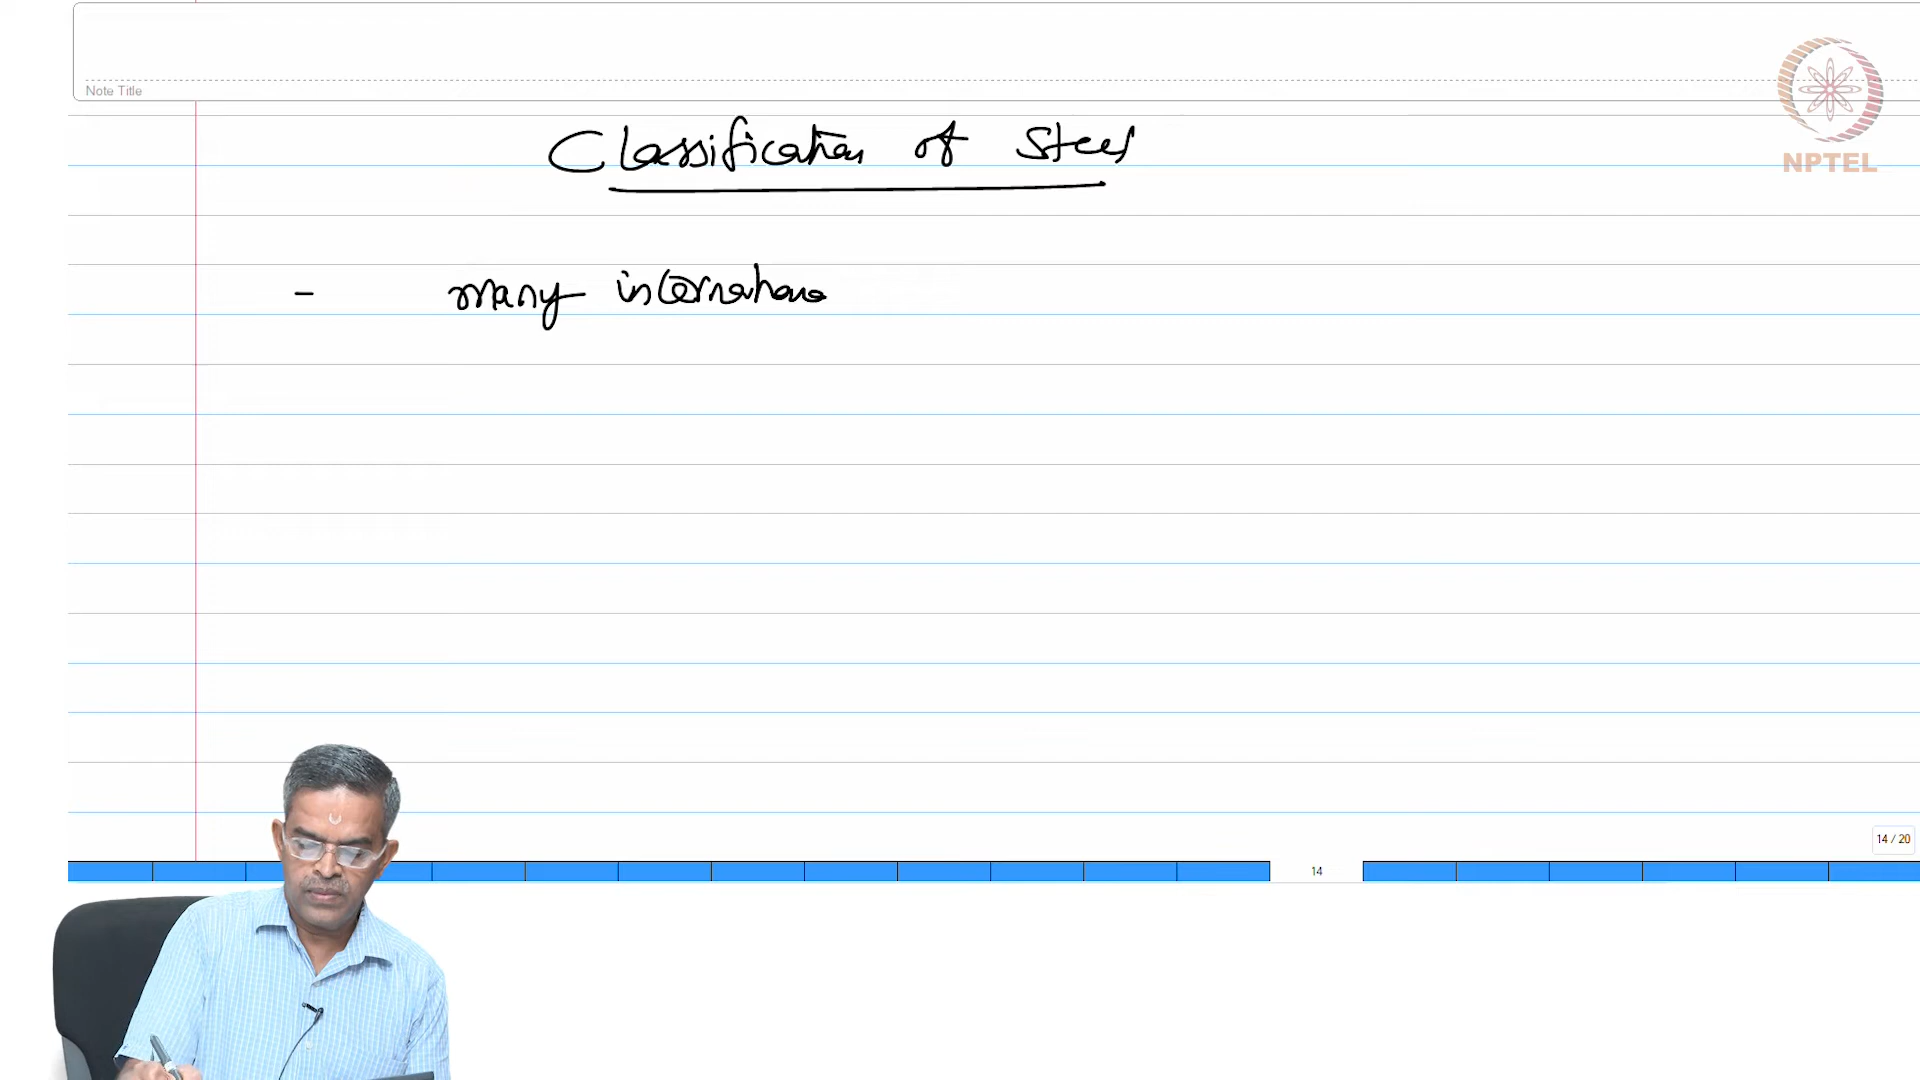 NPTEL
Note Title
Classification of Steel
- many internationa
14 / 20
14